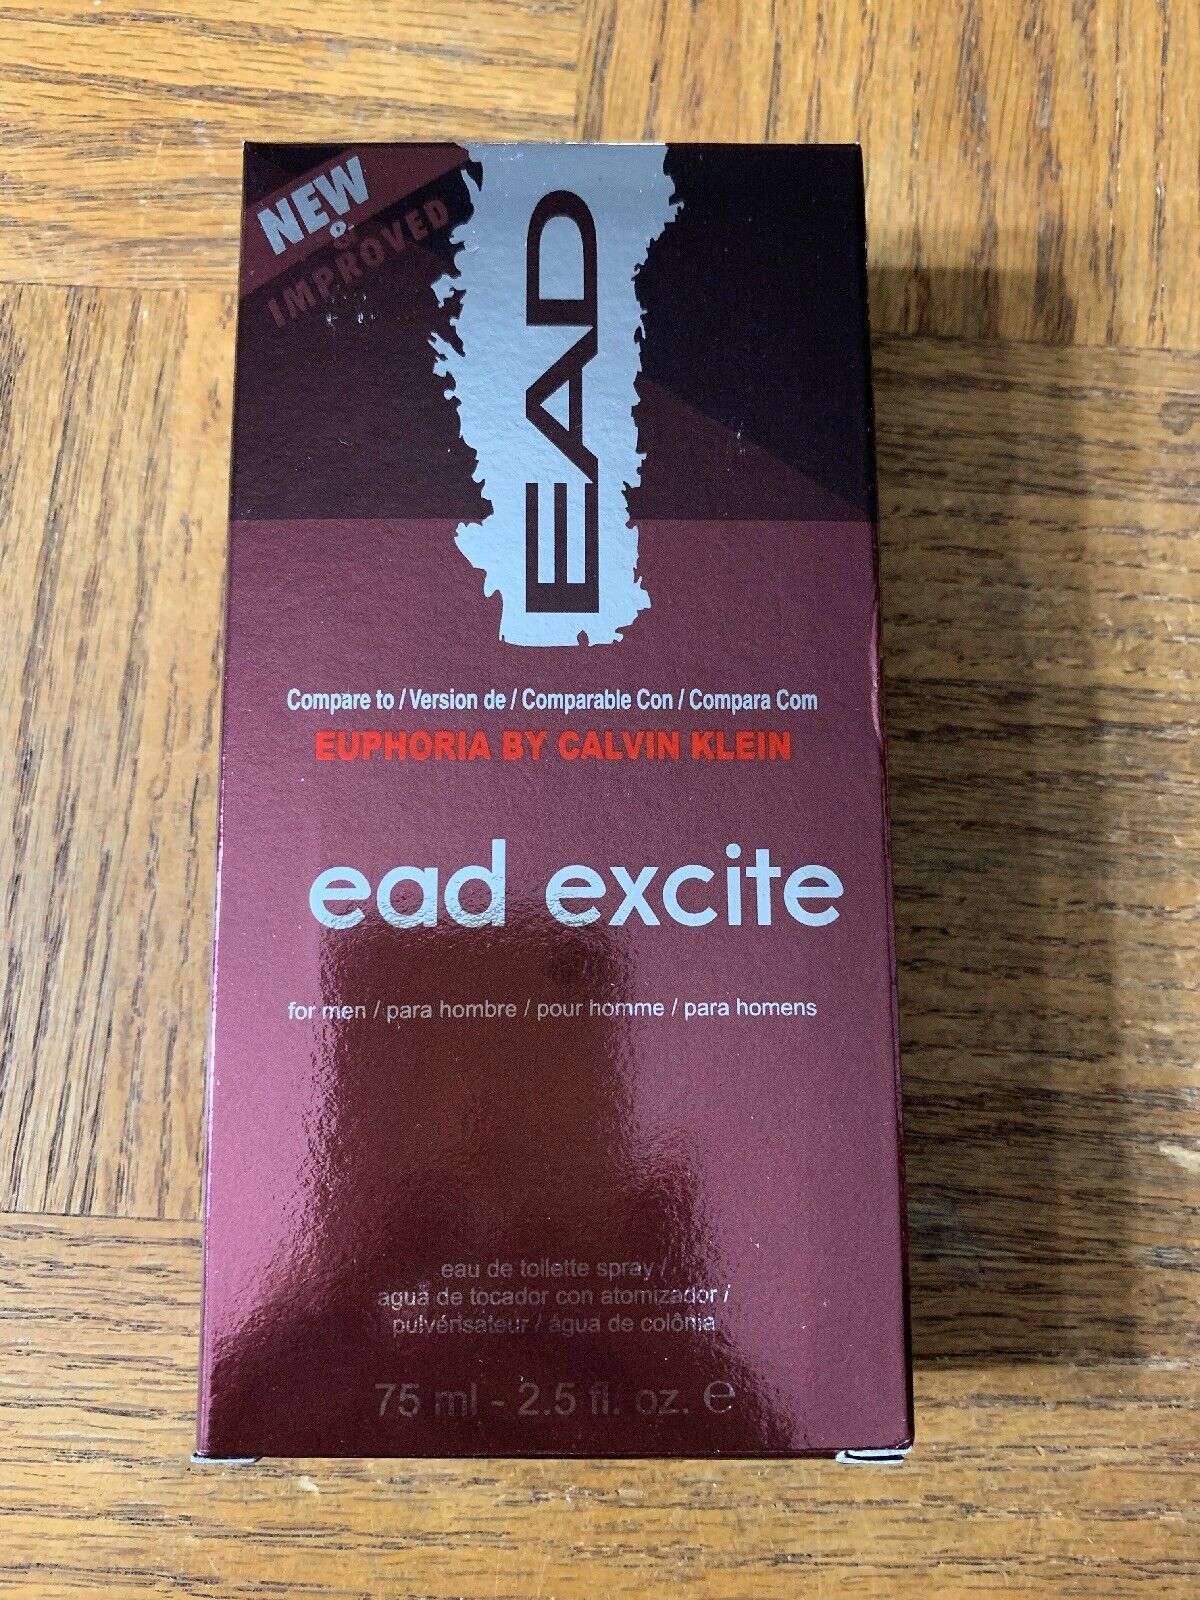 NEW
&
IMPROVED
EAD
Compare to / Version de / Comparable Con / Compara Com
EUPHORIA BY CALVIN KLEIN
ead excite
for men / para hombre / pour homme / para homens
eau de toilette spray /
agua de tocador con atomizador /
pulvérisateur / água de colônia
75 ml - 2.5 fl. oz. ℮